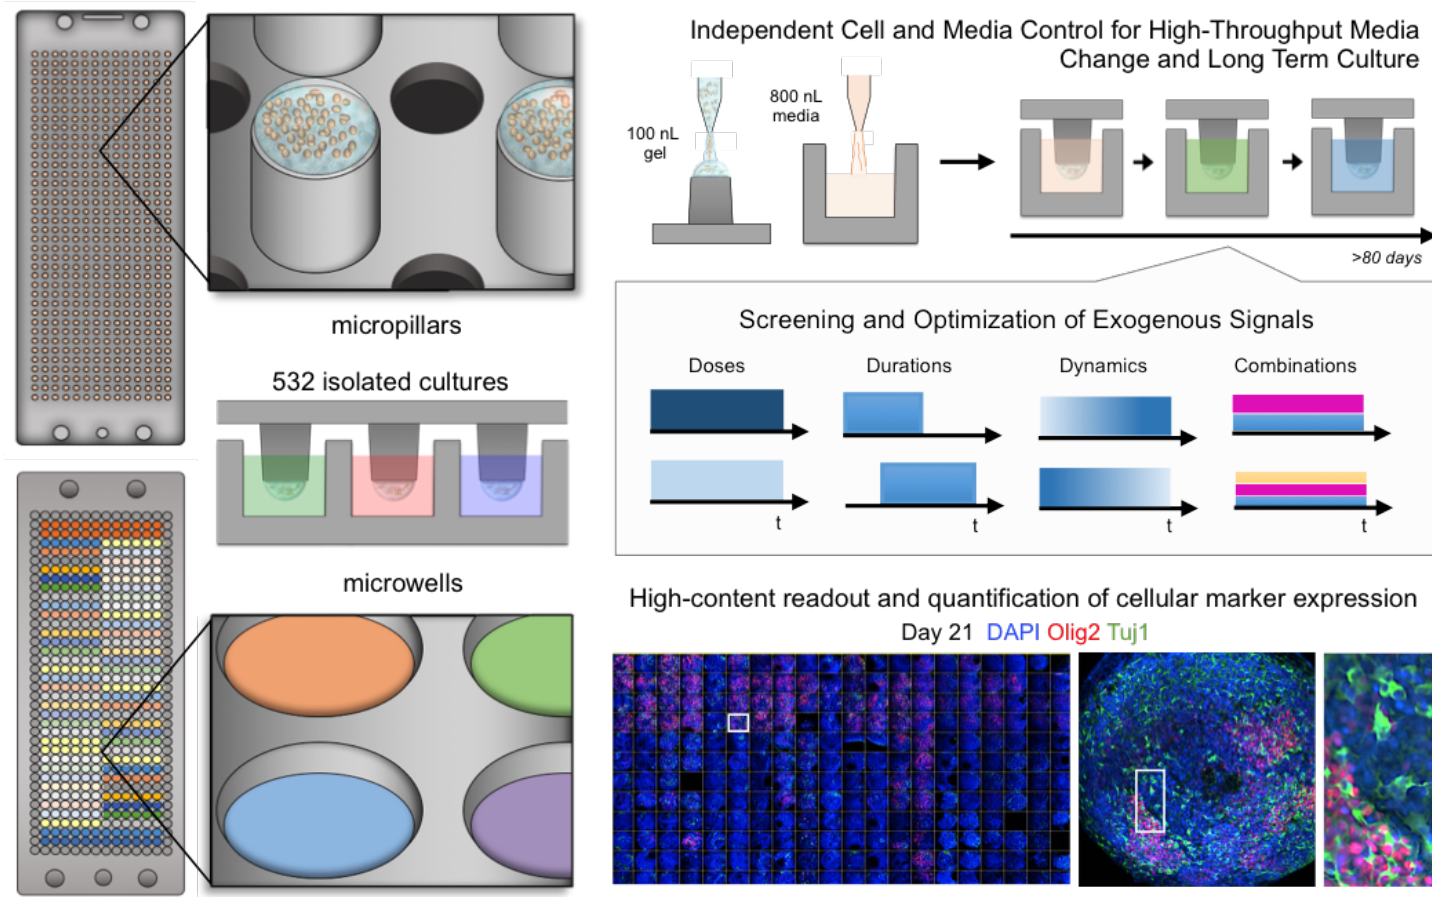 micropillars
532 isolated cultures
microwells
Independent Cell and Media Control for High-Throughput Media
Change and Long Term Culture
100 nL
gel
800 nL
media
>80 days
Screening and Optimization of Exogenous Signals
Doses
Durations
Dynamics
Combinations
t
t
t
t
High-content readout and quantification of cellular marker expression
Day 21 DAPI Olig2 Tuj1